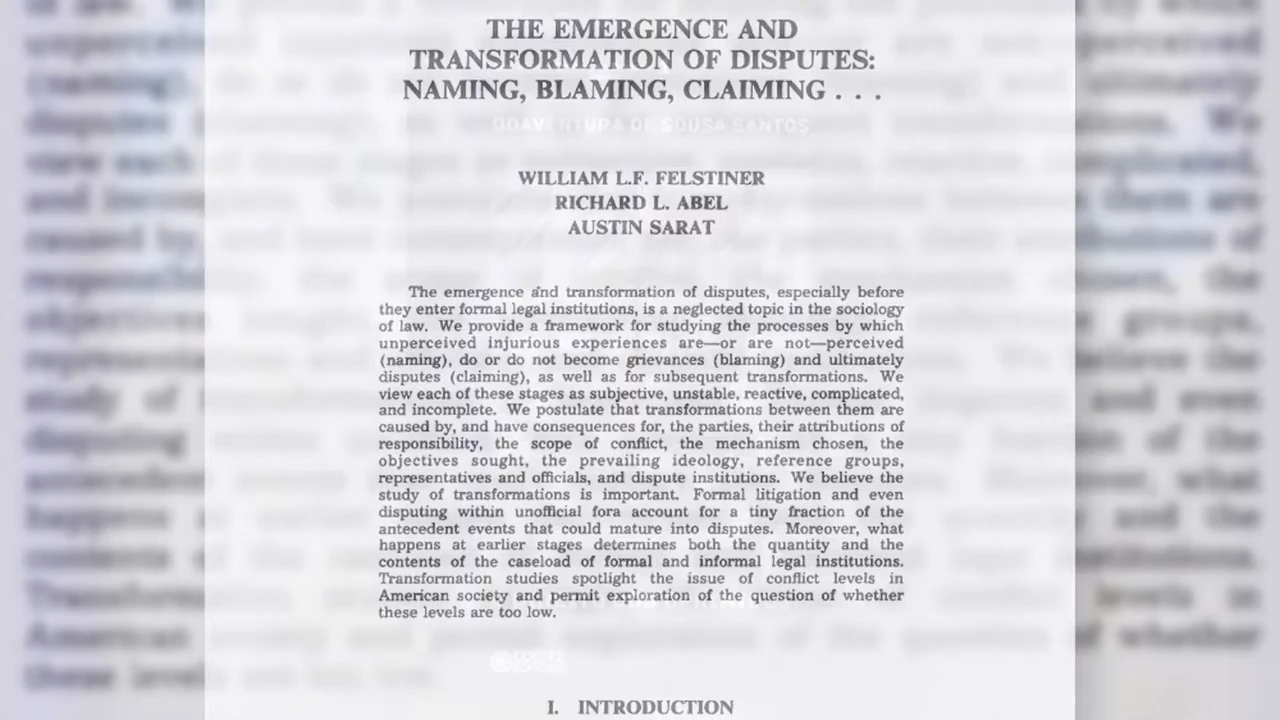 THE EMERGENCE AND
TRANSFORMATION OF DISPUTES:
NAMING, BLAMING, CLAIMING . . .
BOAVENTURA DE SOUSA SANTOS
WILLIAM L.F. FELSTINER
RICHARD L. ABEL
AUSTIN SARAT
The emergence and transformation of disputes, especially before
they enter formal legal institutions, is a neglected topic in the sociology
of law. We provide a framework for studying the processes by which
unperceived injurious experiences are—or are not—perceived
(naming), do or do not become grievances (blaming) and ultimately
disputes (claiming), as well as for subsequent transformations. We
view each of these stages as subjective, unstable, reactive, complicated,
and incomplete. We postulate that transformations between them are
caused by, and have consequences for, the parties, their attributions of
responsibility, the scope of conflict, the mechanism chosen, the
objectives sought, the prevailing ideology, reference groups,
representatives and officials, and dispute institutions. We believe the
study of transformations is important. Formal litigation and even
disputing within unofficial fora account for a tiny fraction of the
antecedent events that could mature into disputes. Moreover, what
happens at earlier stages determines both the quantity and the
contents of the caseload of formal and informal legal institutions.
Transformation studies spotlight the issue of conflict levels in
American society and permit exploration of the question of whether
these levels are too low.
I. INTRODUCTION